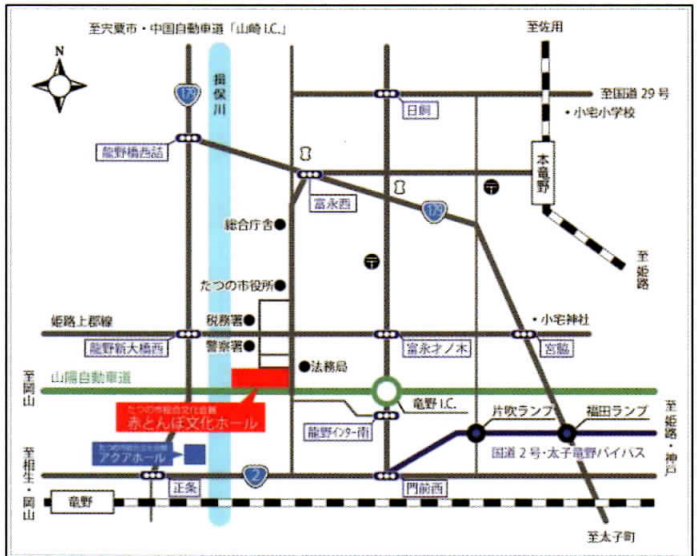 至宍粟市・中国自動車道「山崎I.C.」
至佐用
N
179
揖保川
至国道29号
日飼
・小宅小学校
龍野橋西詰
本竜野
富永西
179
総合庁舎
至姫路
たつの市役所
姫路上郡線
税務署
・小宅神社
龍野新大橋西
警察署
富永才ノ木
宮脇
法務局
至岡山
山陽自動車道
たつの市総合文化会館
赤とんぼ文化ホール
竜野I.C.
片吹ランプ
福田ランプ
至姫路・神戸
龍野インター南
アクアホール
国道2号・太子竜野バイパス
至相生・岡山
正条
2
門前西
竜野
至太子町